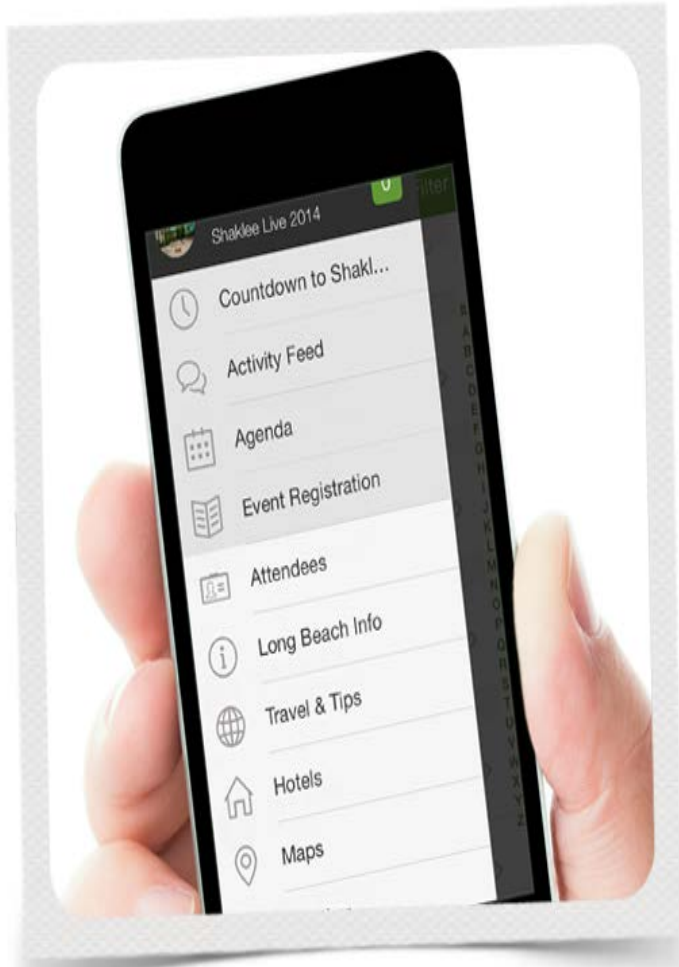 Shaklee Live 2014
0
Filter
Countdown to Shakl...
Activity Feed
Agenda
Event Registration
Attendees
Long Beach Info
Travel & Tips
Hotels
Maps
#
A
B
C
D
E
F
G
H
I
J
K
L
M
N
O
P
Q
R
S
T
U
V
W
X
Y
Z